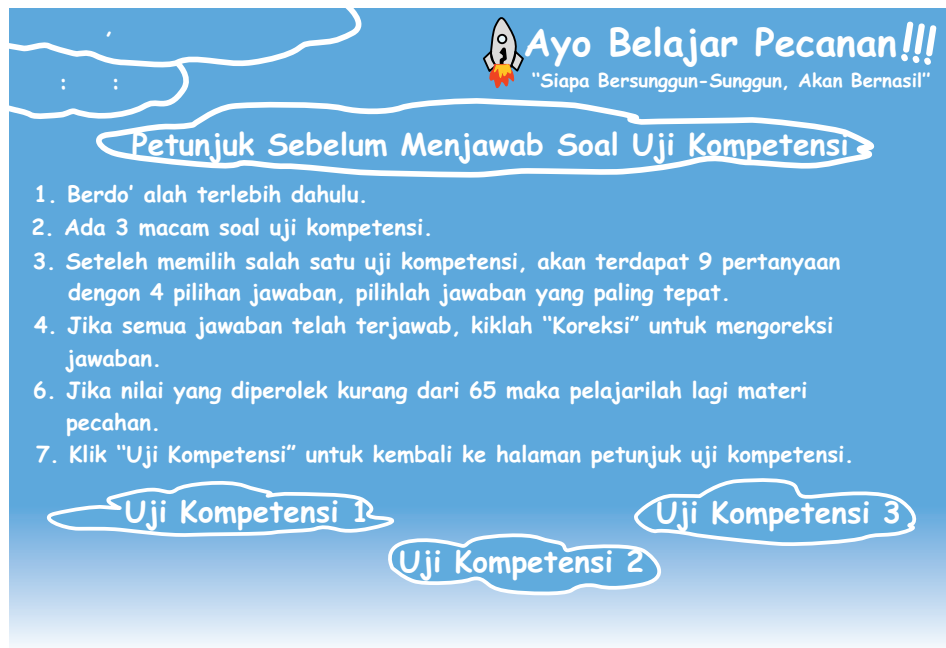 ,
: :
Ayo Belajar Pecanan!!!
"Siapa Bersunggun-Sunggun, Akan Bernasil"
Petunjuk Sebelum Menjawab Soal Uji Kompetensi
1. Berdo' alah terlebih dahulu.
2. Ada 3 macam soal uji kompetensi.
3. Seteleh memilih salah satu uji kompetensi, akan terdapat 9 pertanyaan
dengon 4 pilihan jawaban, pilihlah jawaban yang paling tepat.
4. Jika semua jawaban telah terjawab, kiklah "Koreksi" untuk mengoreksi
jawaban.
6. Jika nilai yang diperolek kurang dari 65 maka pelajarilah lagi materi
pecahan.
7. Klik "Uji Kompetensi" untuk kembali ke halaman petunjuk uji kompetensi.
Uji Kompetensi 1
Uji Kompetensi 3
Uji Kompetensi 2